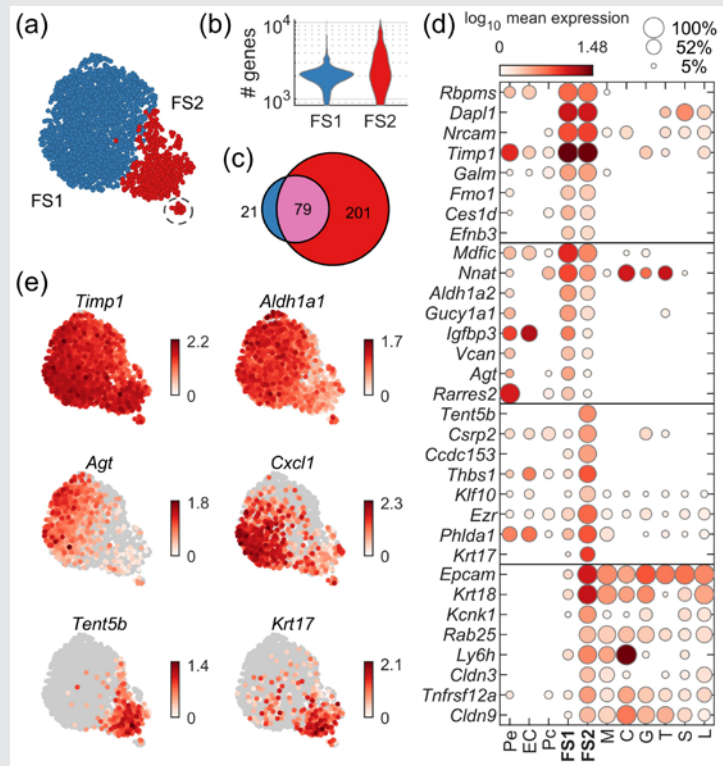 (a)
FS2
FS1
(b)
# genes
10⁴
10³
FS1 FS2
(c)
21 79 201
(d)
log₁₀ mean expression
0 1.48
100%
52%
5%
Rbpms
Dapl1
Nrcam
Timp1
Galm
Fmo1
Ces1d
Efnb3
Mdfic
Nnat
Aldh1a2
Gucy1a1
Igfbp3
Vcan
Agt
Rarres2
Tent5b
Csrp2
Ccdc153
Thbs1
Klf10
Ezr
Phlda1
Krt17
Epcam
Krt18
Kcnk1
Rab25
Ly6h
Cldn3
Tnfrsf12a
Cldn9
Pe EC Pc FS1 FS2 M C G T S L
(e)
Timp1
2.2
0
Aldh1a1
1.7
0
Agt
1.8
0
Cxcl1
2.3
0
Tent5b
1.4
0
Krt17
2.1
0